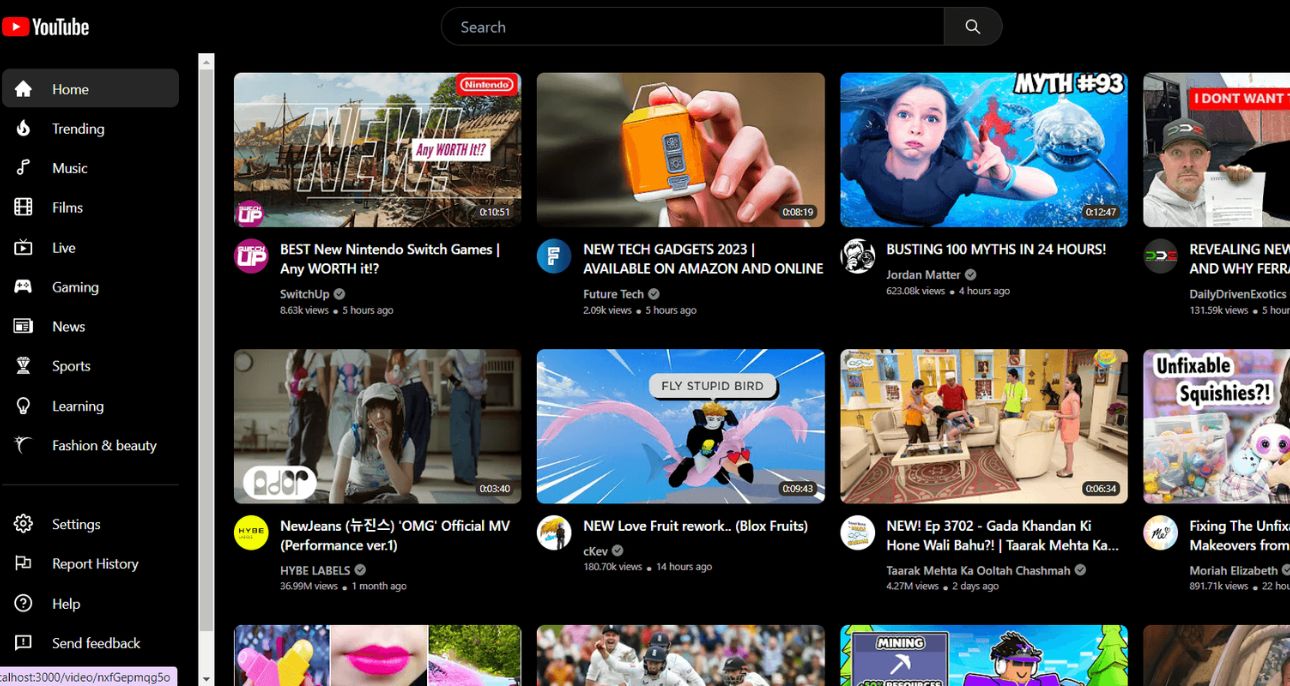 YouTube
Search
Home
Trending
Music
Films
Live
Gaming
News
Sports
Learning
Fashion & beauty
Settings
Report History
Help
Send feedback
calhost:3000/video/nxfGepmqg5o
Nintendo
NEW!
Any WORTH It!?
SWITCH UP
0:10:51
SWITCH UP
BEST New Nintendo Switch Games |
Any WORTH it!?
SwitchUp
8.63k views • 5 hours ago
0:08:19
NEW TECH GADGETS 2023 |
AVAILABLE ON AMAZON AND ONLINE
Future Tech
2.09k views • 5 hours ago
MYTH #93
0:12:47
BUSTING 100 MYTHS IN 24 HOURS!
Jordan Matter
623.08k views • 4 hours ago
I DONT WANT
DDE
REVEALING NEW
AND WHY FERRA
DailyDrivenExotics
131.59k views • 5 hour
ador
0:03:40
HYBE
LABELS
NewJeans (뉴진스) 'OMG' Official MV
(Performance ver.1)
HYBE LABELS
36.99M views • 1 month ago
FLY STUPID BIRD
0:09:43
NEW Love Fruit rework.. (Blox Fruits)
cKev
180.70k views • 14 hours ago
0:06:34
NEW! Ep 3702 - Gada Khandan Ki
Hone Wali Bahu?! | Taarak Mehta Ka...
Taarak Mehta Ka Ooltah Chashmah
4.27M views • 2 days ago
Unfixable
Squishies?!
Me
Fixing The Unfixa
Makeovers from
Moriah Elizabeth
891.71k views • 22 hou
MINING
50% RESOURCES